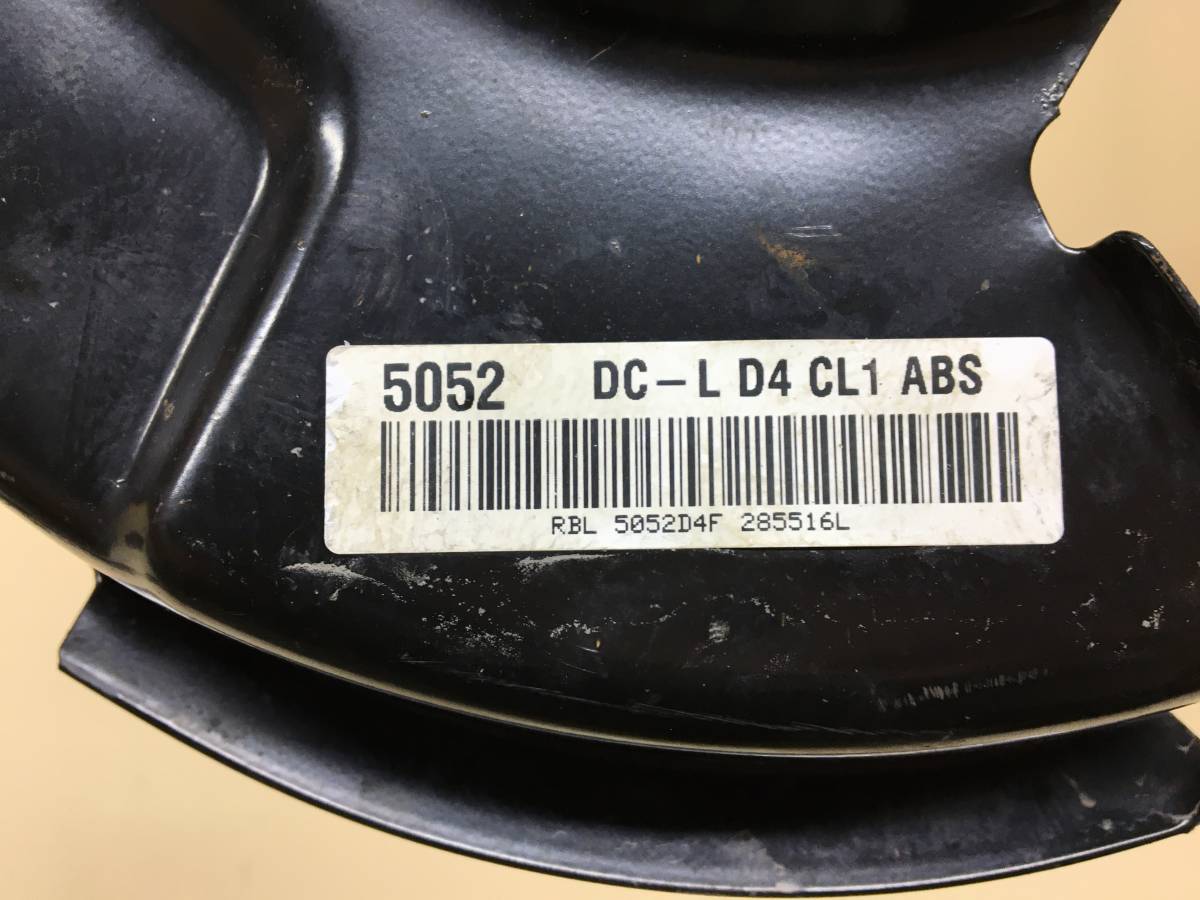 5052 DC-L D4 CL1 ABS
RBL 5052D4F 285516L